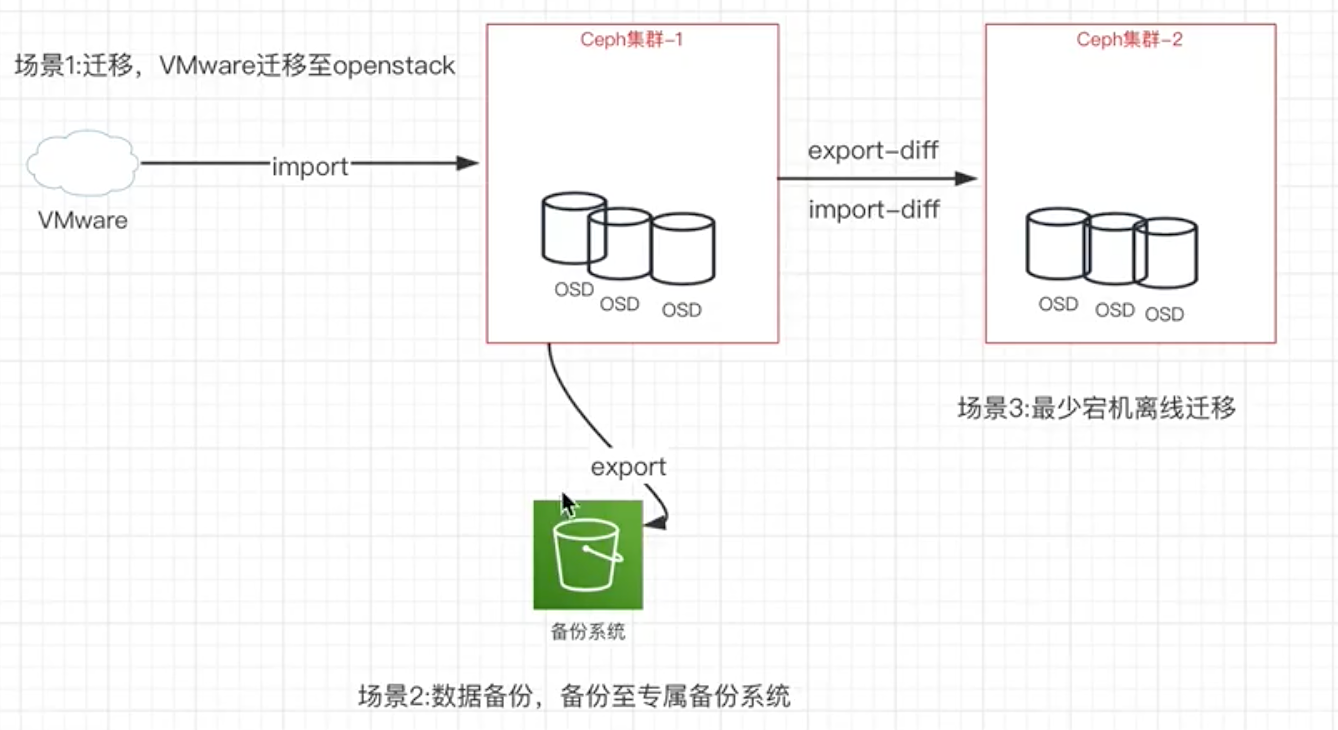 Ceph集群-1
Ceph集群-2
场景1:迁移，VMware迁移至openstack
import
VMware
export-diff
import-diff
OSD
OSD
OSD
OSD
OSD
OSD
场景3:最少宕机离线迁移
export
备份系统
场景2:数据备份，备份至专属备份系统